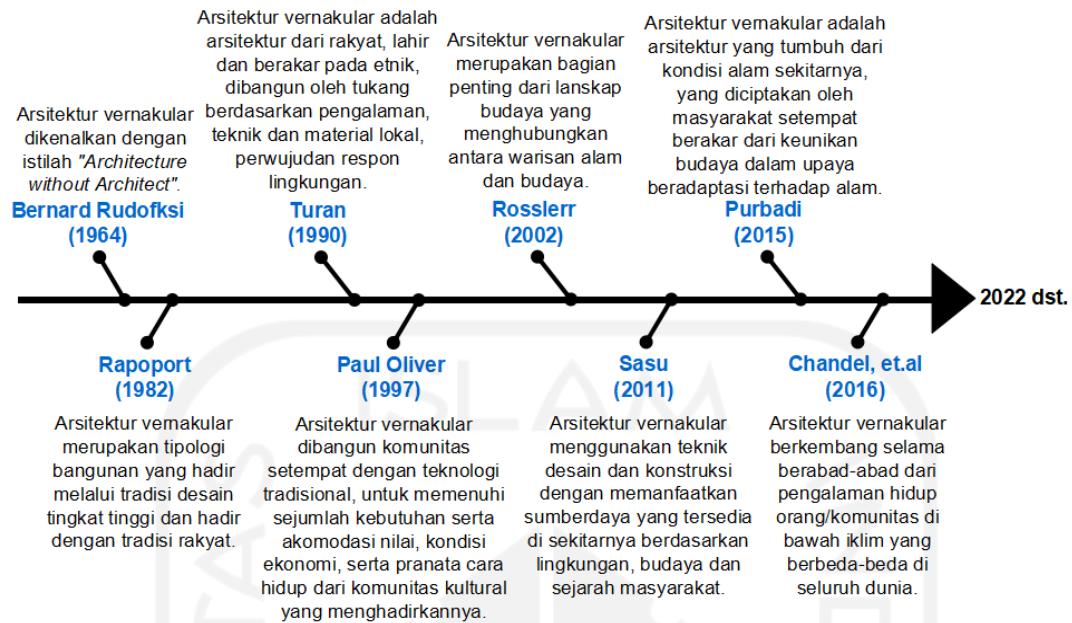 Arsitektur vernakular
dikenalkan dengan
istilah "Architecture
without Architect".
Bernard Rudofksi
(1964)
Arsitektur vernakular adalah
arsitektur dari rakyat, lahir
dan berakar pada etnik,
dibangun oleh tukang
berdasarkan pengalaman,
teknik dan material lokal,
perwujudan respon
lingkungan.
Turan
(1990)
Arsitektur vernakular
merupakan bagian
penting dari lanskap
budaya yang
menghubungkan
antara warisan alam
dan budaya.
Rosslerr
(2002)
Arsitektur vernakular adalah
arsitektur yang tumbuh dari
kondisi alam sekitarnya,
yang diciptakan oleh
masyarakat setempat
berakar dari keunikan
budaya dalam upaya
beradaptasi terhadap alam.
Purbadi
(2015)
2022 dst.
Rapoport
(1982)
Arsitektur vernakular
merupakan tipologi
bangunan yang hadir
melalui tradisi desain
tingkat tinggi dan hadir
dengan tradisi rakyat.
Paul Oliver
(1997)
Arsitektur vernakular
dibangun komunitas
setempat dengan teknologi
tradisional, untuk memenuhi
sejumlah kebutuhan serta
akomodasi nilai, kondisi
ekonomi, serta pranata cara
hidup dari komunitas kultural
yang menghadirkannya.
Sasu
(2011)
Arsitektur vernakular
menggunakan teknik
desain dan konstruksi
dengan memanfaatkan
sumberdaya yang tersedia
di sekitarnya berdasarkan
lingkungan, budaya dan
sejarah masyarakat.
Chandel, et.al
(2016)
Arsitektur vernakular
berkembang selama
berabad-abad dari
pengalaman hidup
orang/komunitas di
bawah iklim yang
berbeda-beda di
seluruh dunia.
ISLAM
TAS